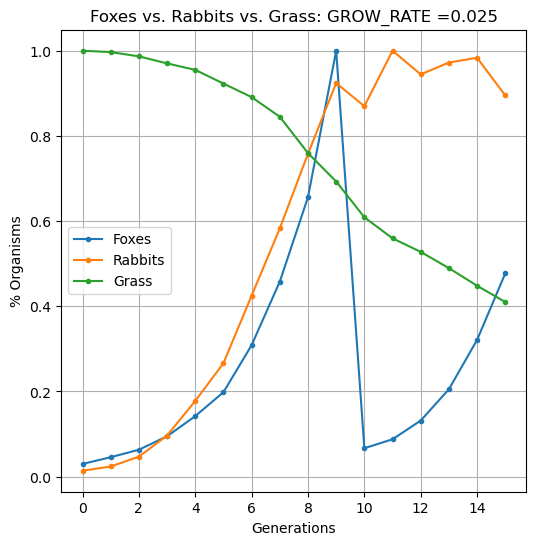 Foxes vs. Rabbits vs. Grass: GROW_RATE =0.025
1.0
0.8
0.6
0.4
0.2
0.0
% Organisms
Foxes
Rabbits
Grass
0 2 4 6 8 10 12 14
Generations